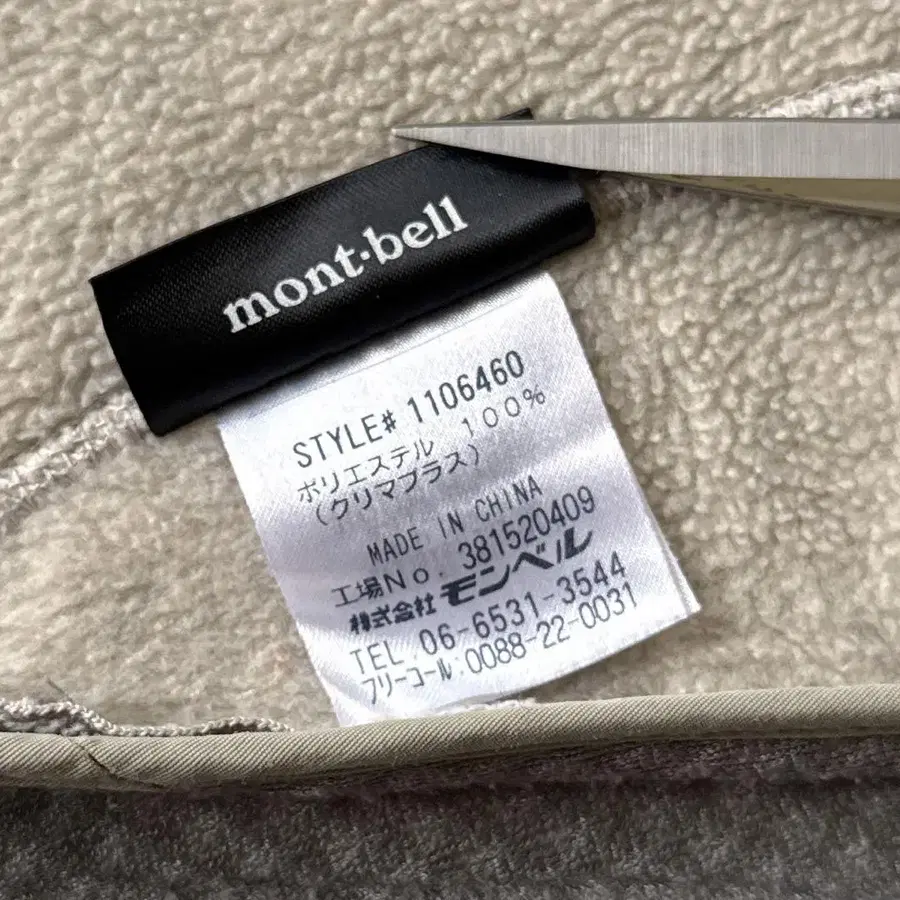 mont-bell
STYLE# 1106460
ポリエステル 100%
(クリマプラス)
MADE IN CHINA
工場No. 381520409
株式会社 モンベル
TEL 06-6531-3544
フリーコール:0088-22-0031